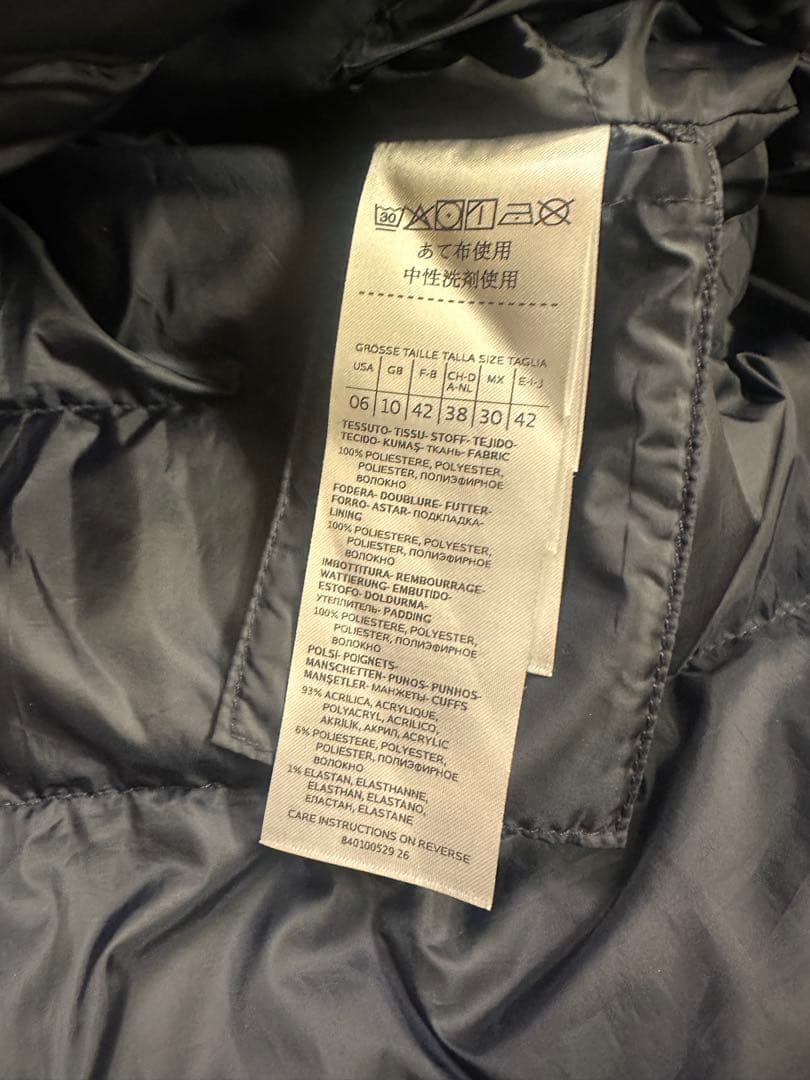 30
あて布使用
中性洗剤使用
GRÖSSE TAILLE TALLA SIZE TAGLIA
USA GB F-B CH-D A-NL MX E-I-J
06 10 42 38 30 42
TESSUTO- TISSU- STOFF- TEJIDO-
TECIDO- KUMAŞ- ТКАНЬ- FABRIC
100% POLIESTERE, POLYESTER,
POLIESTER, ПОЛИЭФИРНОЕ
ВОЛОКНО
FODERA- DOUBLURE- FUTTER-
FORRO- ASTAR- ПОДКЛАДКА-
LINING
100% POLIESTERE, POLYESTER,
POLIESTER, ПОЛИЭФИРНОЕ
ВОЛОКНО
IMBOTTITURA- REMBOURRAGE-
WATTIERUNG- EMBUTIDO-
ESTOFO- DOLDURMA-
УТЕПЛИТЕЛЬ- PADDING
100% POLIESTERE, POLYESTER,
POLIESTER, ПОЛИЭФИРНОЕ
ВОЛОКНО
POLSI- POIGNETS-
MANSCHETTEN- PUNOS- PUNHOS-
MANŞETLER- МАНЖЕТЫ- CUFFS
93% ACRILICA, ACRYLIQUE,
POLYACRYL, ACRILICO,
AKRİLİK, АКРИЛ, ACRYLIC
6% POLIESTERE, POLYESTER,
POLIESTER, ПОЛИЭФИРНОЕ
ВОЛОКНО
1% ELASTAN, ELASTHANNE,
ELASTHAN, ELASTANO,
ЕЛАСТАН, ELASTANE
CARE INSTRUCTIONS ON REVERSE
840100529 26